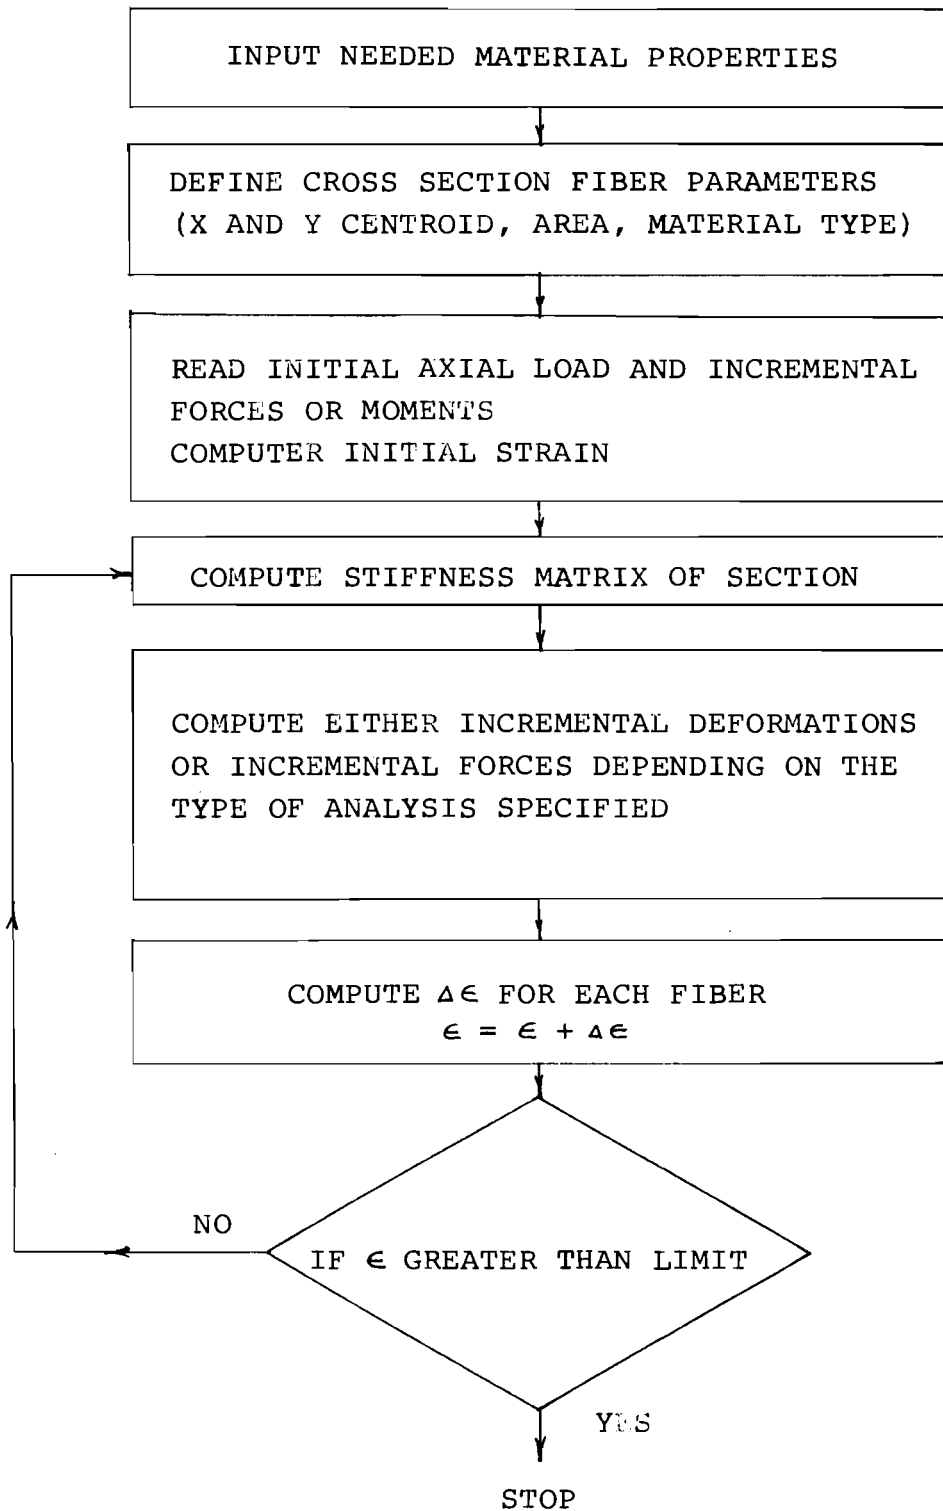 INPUT NEEDED MATERIAL PROPERTIES
DEFINE CROSS SECTION FIBER PARAMETERS
(X AND Y CENTROID, AREA, MATERIAL TYPE)
READ INITIAL AXIAL LOAD AND INCREMENTAL
FORCES OR MOMENTS
COMPUTER INITIAL STRAIN
COMPUTE STIFFNESS MATRIX OF SECTION
COMPUTE EITHER INCREMENTAL DEFORMATIONS
OR INCREMENTAL FORCES DEPENDING ON THE
TYPE OF ANALYSIS SPECIFIED
COMPUTE Δϵ FOR EACH FIBER
ϵ = ϵ + Δϵ
NO
IF ϵ GREATER THAN LIMIT
YES
STOP